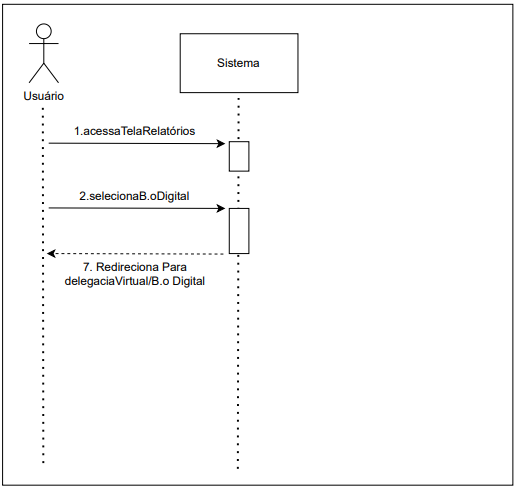 Sistema
Usuário
1.acessaTelaRelatórios
2.selecionaB.oDigital
7. Redireciona Para
delegaciaVirtual/B.o Digital